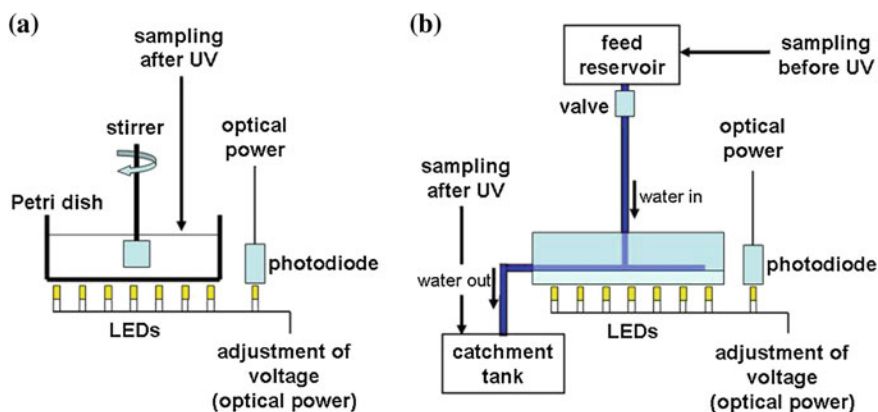 (a)
sampling
after UV
stirrer
optical
power
Petri dish
photodiode
LEDs
adjustment of
voltage
(optical power)
(b)
feed
reservoir
sampling
before UV
valve
optical
power
sampling
after UV
water in
water out
photodiode
LEDs
catchment
tank
adjustment of
voltage
(optical power)